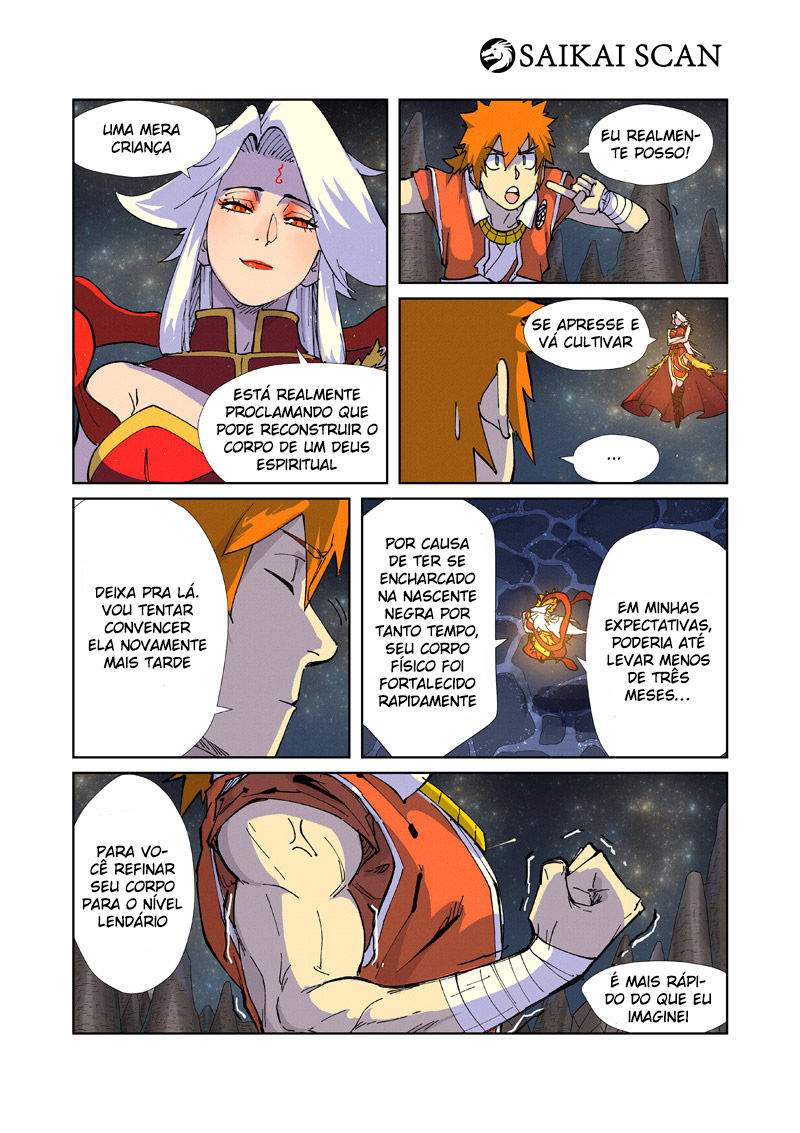 SAIKAI SCAN
UMA MERA
CRIANÇA
ESTÁ REALMENTE
PROCLAMANDO QUE
PODE RECONSTRUIR O
CORPO DE UM DEUS
ESPIRITUAL
EU REALMEN-
TE POSSO!
SE APRESSE E
VÁ CULTIVAR
...
DEIXA PRA LÁ.
VOU TENTAR
CONVENCER
ELA NOVAMENTE
MAIS TARDE
POR CAUSA
DE TER SE
ENCHARCADO
NA NASCENTE
NEGRA POR
TANTO TEMPO,
SEU CORPO
FÍSICO FOI
FORTALECIDO
RAPIDAMENTE
EM MINHAS
EXPECTATIVAS,
PODERIA ATÉ
LEVAR MENOS
DE TRÊS
MESES...
PARA VO-
CÊ REFINAR
SEU CORPO
PARA O NÍVEL
LENDÁRIO
É MAIS RÁPI-
DO DO QUE EU
IMAGINEI